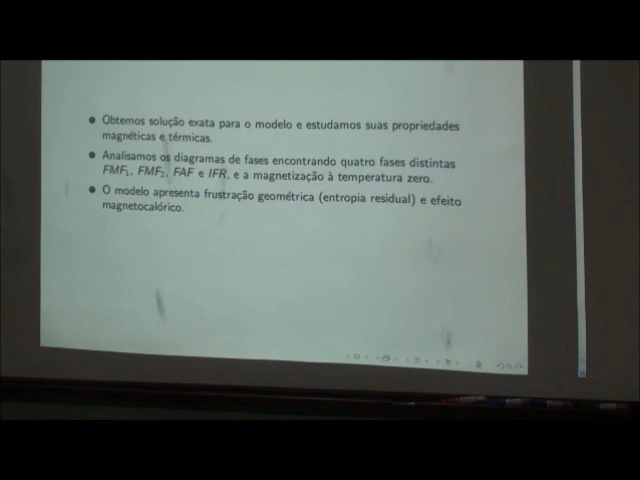 Obtemos solução exata para o modelo e estudamos suas propriedades
magnéticas e térmicas.
Analisamos os diagramas de fases encontrando quatro fases distintas
FMF₁, FMF₂, FAF e IFR, e a magnetização à temperatura zero.
O modelo apresenta frustração geométrica (entropia residual) e efeito
magnetocalórico.